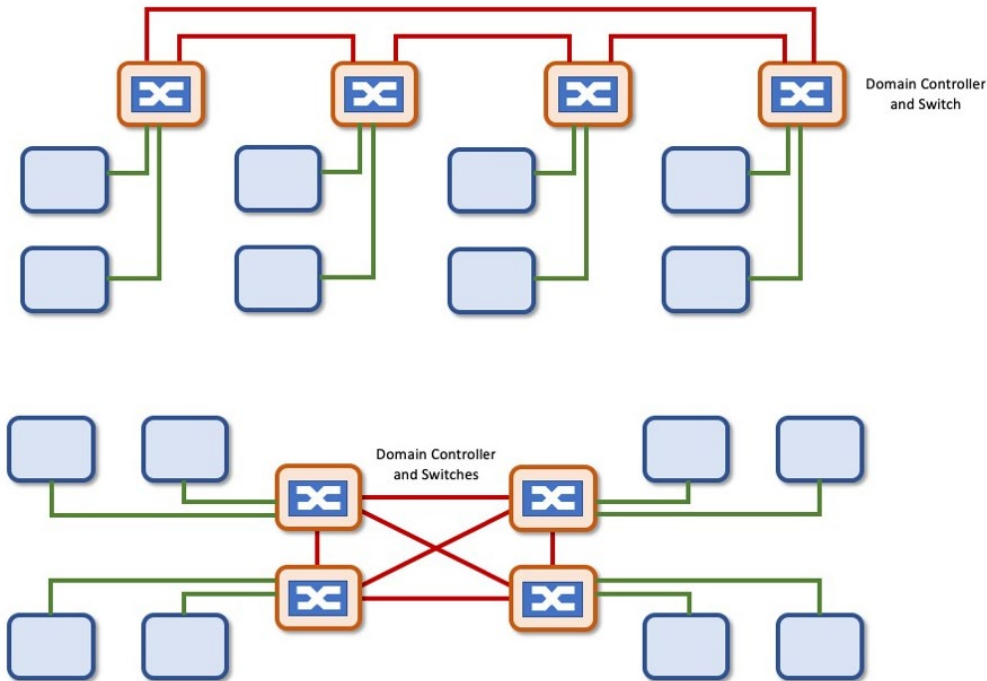 Domain Controller
and Switch
Domain Controller
and Switches